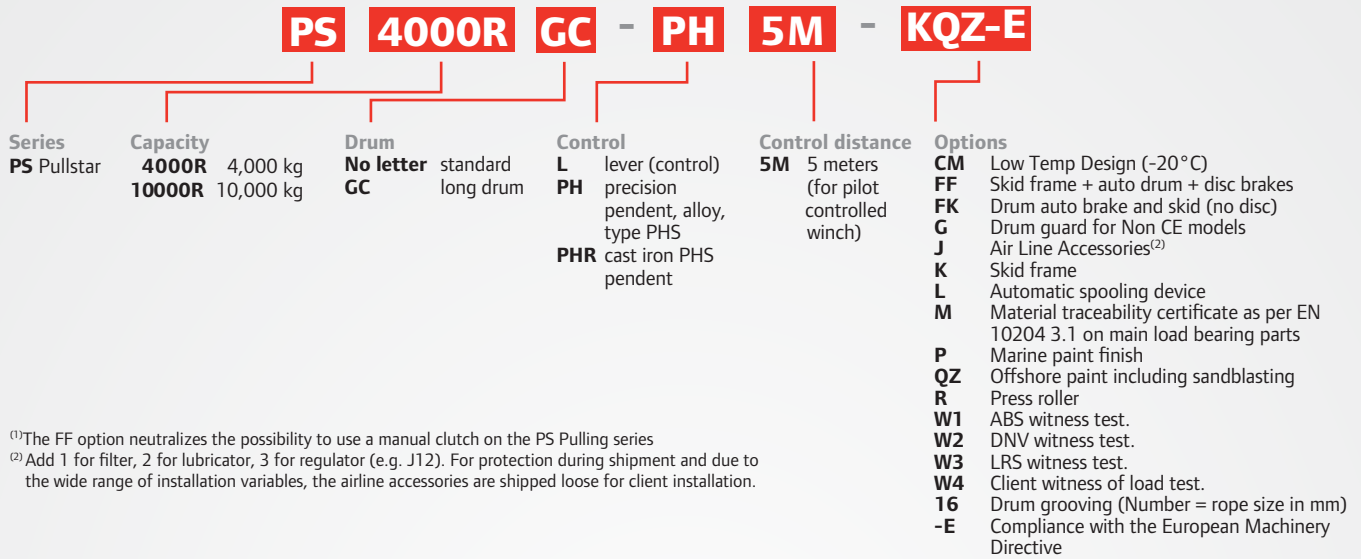 PS 4000R GC - PH 5M - KQZ-E
Series
PS Pullstar
Capacity
4000R 4,000 kg
10000R 10,000 kg
Drum
No letter standard
GC long drum
Control
L lever (control)
PH precision
pendent, alloy,
type PHS
PHR cast iron PHS
pendent
Control distance
5M 5 meters
(for pilot
controlled
winch)
Options
CM Low Temp Design (-20°C)
FF Skid frame + auto drum + disc brakes
FK Drum auto brake and skid (no disc)
G Drum guard for Non CE models
J Air Line Accessories(2)
K Skid frame
L Automatic spooling device
M Material traceability certificate as per EN
10204 3.1 on main load bearing parts
P Marine paint finish
QZ Offshore paint including sandblasting
R Press roller
W1 ABS witness test.
W2 DNV witness test.
W3 LRS witness test.
W4 Client witness of load test.
16 Drum grooving (Number = rope size in mm)
-E Compliance with the European Machinery
Directive
(1)The FF option neutralizes the possibility to use a manual clutch on the PS Pulling series
(2) Add 1 for filter, 2 for lubricator, 3 for regulator (e.g. J12). For protection during shipment and due to
the wide range of installation variables, the airline accessories are shipped loose for client installation.